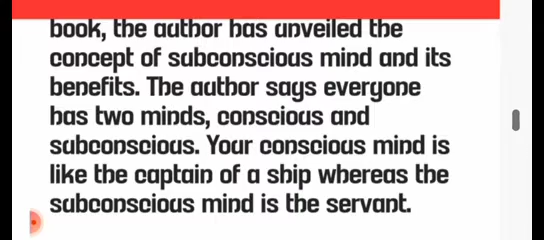 book, the author has unveiled the
concept of subconscious mind and its
benefits. The author says everyone
has two minds, conscious and
subconscious. Your conscious mind is
like the captain of a ship whereas the
subconscious mind is the servant.